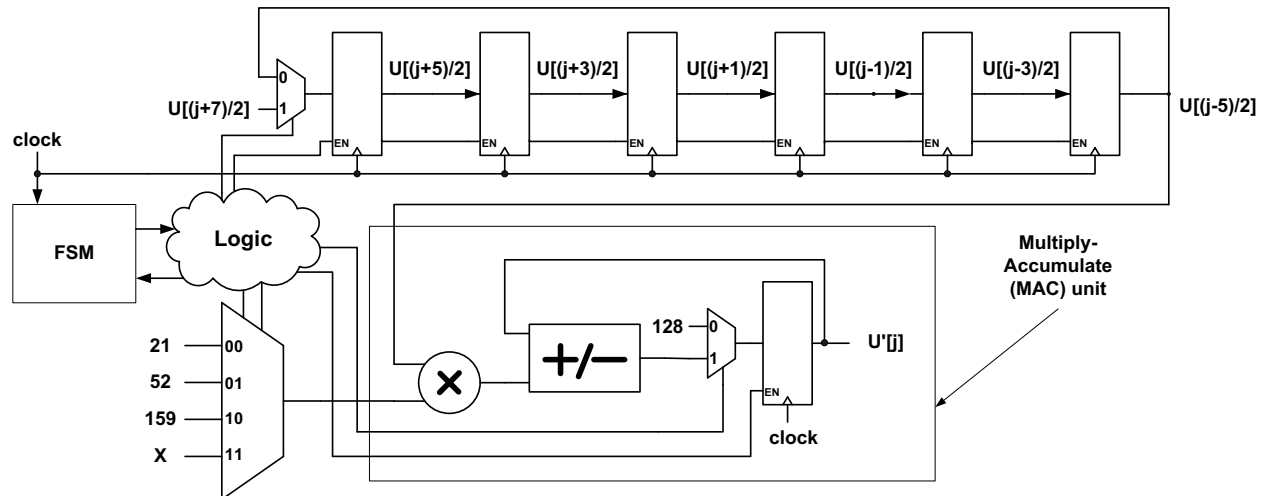 U[(j+5)/2]
U[(j+3)/2]
U[(j+1)/2]
U[(j-1)/2]
U[(j-3)/2]
0
U[(j+7)/2]
1
U[(j-5)/2]
clock
EN
EN
EN
EN
EN
EN
FSM
Logic
Multiply-
Accumulate
(MAC) unit
21
00
52
01
159
10
X
11
×
+/-
128
0
1
EN
U'[j]
clock